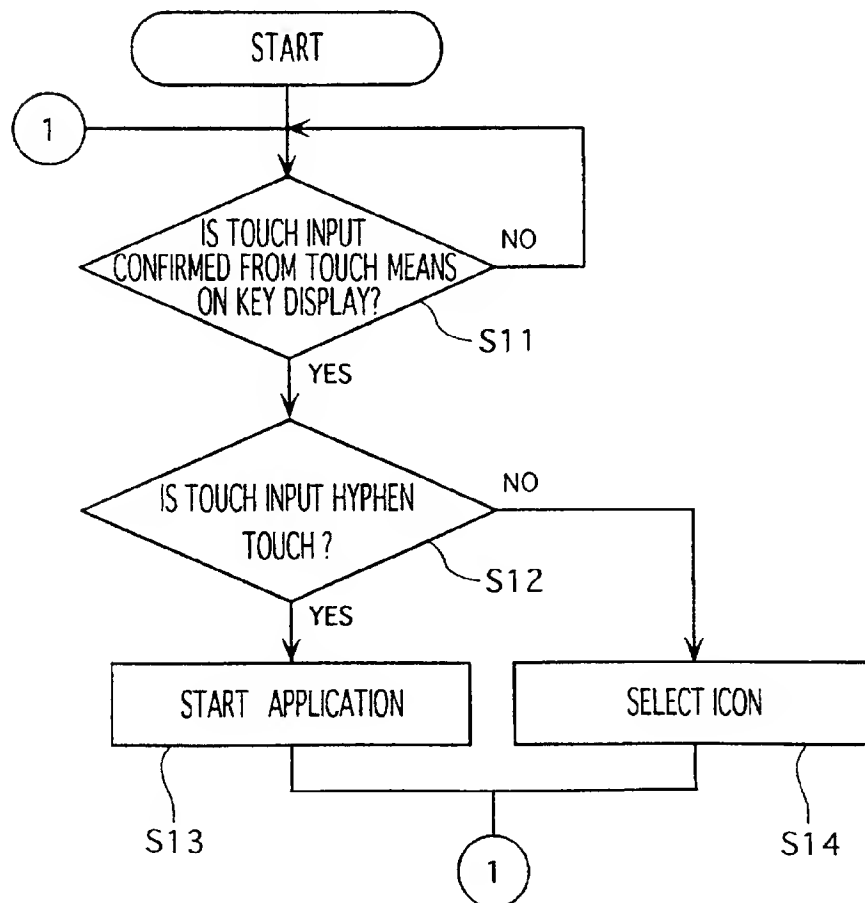 START
1
IS TOUCH INPUT
CONFIRMED FROM TOUCH MEANS
ON KEY DISPLAY?
NO
S11
YES
IS TOUCH INPUT HYPHEN
TOUCH ?
NO
S12
YES
START APPLICATION
SELECT ICON
S13
S14
1